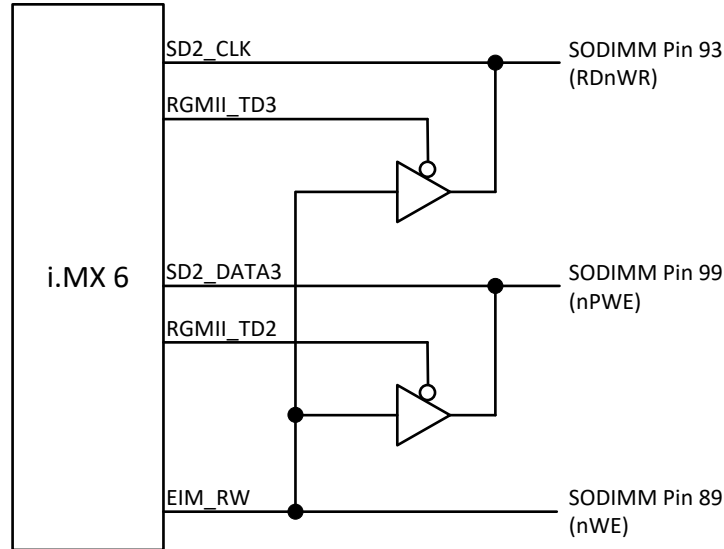 SD2_CLK
SODIMM Pin 93
(RDnWR)
RGMII_TD3
i.MX 6
SD2_DATA3
SODIMM Pin 99
(nPWE)
RGMII_TD2
EIM_RW
SODIMM Pin 89
(nWE)